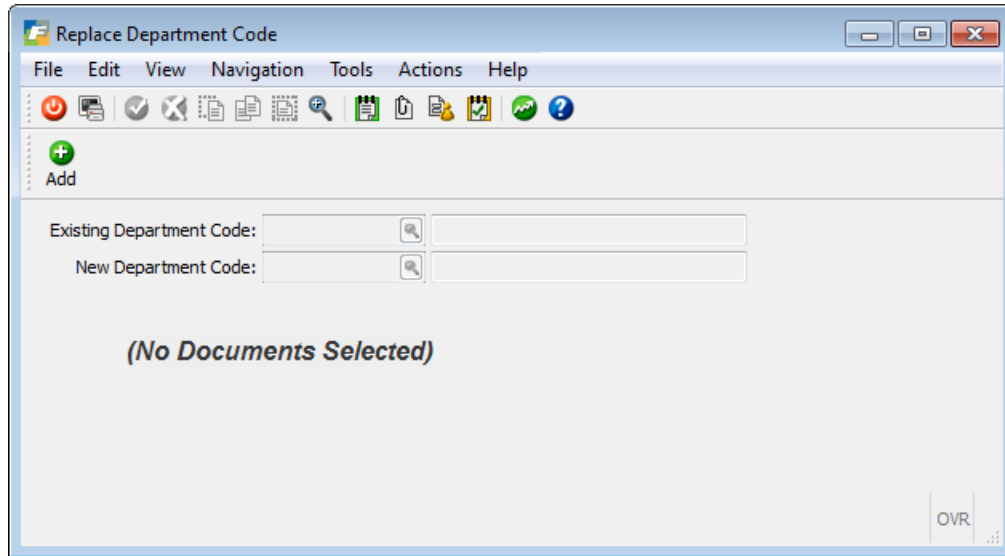 Replace Department Code
File Edit View Navigation Tools Actions Help
Add
Existing Department Code:
New Department Code:
(No Documents Selected)
OVR